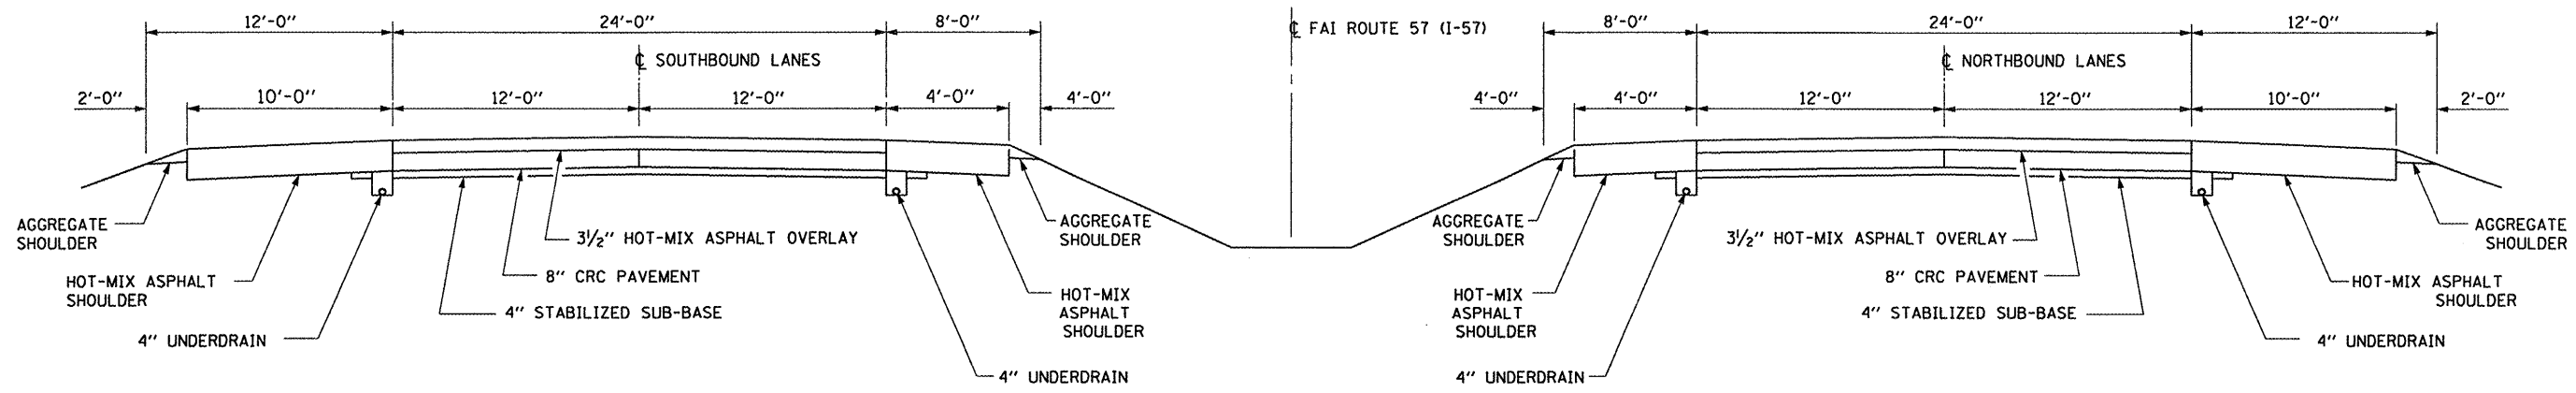 12'-0"
24'-0"
8'-0"
℄ FAI ROUTE 57 (I-57)
8'-0"
24'-0"
12'-0"
℄ SOUTHBOUND LANES
℄ NORTHBOUND LANES
2'-0"
10'-0"
12'-0"
12'-0"
4'-0"
4'-0"
4'-0"
4'-0"
12'-0"
12'-0"
10'-0"
2'-0"
AGGREGATE
SHOULDER
HOT-MIX ASPHALT
SHOULDER
4" UNDERDRAIN
3½" HOT-MIX ASPHALT OVERLAY
8" CRC PAVEMENT
4" STABILIZED SUB-BASE
AGGREGATE
SHOULDER
HOT-MIX
ASPHALT
SHOULDER
4" UNDERDRAIN
AGGREGATE
SHOULDER
HOT-MIX
ASPHALT
SHOULDER
4" UNDERDRAIN
3½" HOT-MIX ASPHALT OVERLAY
8" CRC PAVEMENT
4" STABILIZED SUB-BASE
AGGREGATE
SHOULDER
HOT-MIX ASPHALT
SHOULDER
4" UNDERDRAIN